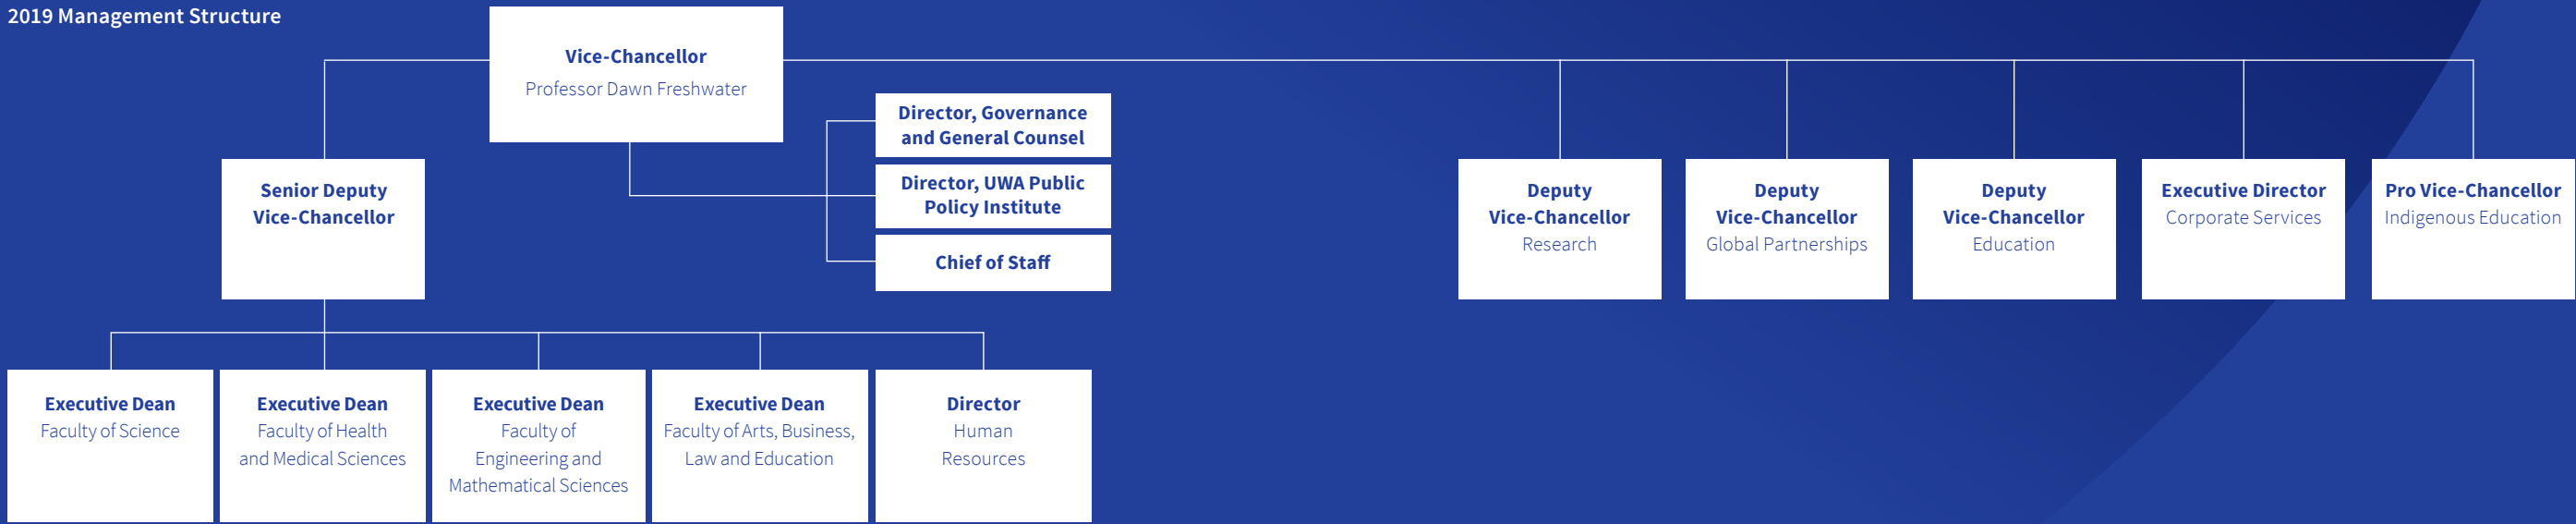 2019 Management Structure
Vice-Chancellor
Professor Dawn Freshwater
Director, Governance
and General Counsel
Director, UWA Public
Policy Institute
Chief of Staff
Senior Deputy
Vice-Chancellor
Deputy
Vice-Chancellor
Research
Deputy
Vice-Chancellor
Global Partnerships
Deputy
Vice-Chancellor
Education
Executive Director
Corporate Services
Pro Vice-Chancellor
Indigenous Education
Executive Dean
Faculty of Science
Executive Dean
Faculty of Health
and Medical Sciences
Executive Dean
Faculty of
Engineering and
Mathematical Sciences
Executive Dean
Faculty of Arts, Business,
Law and Education
Director
Human
Resources